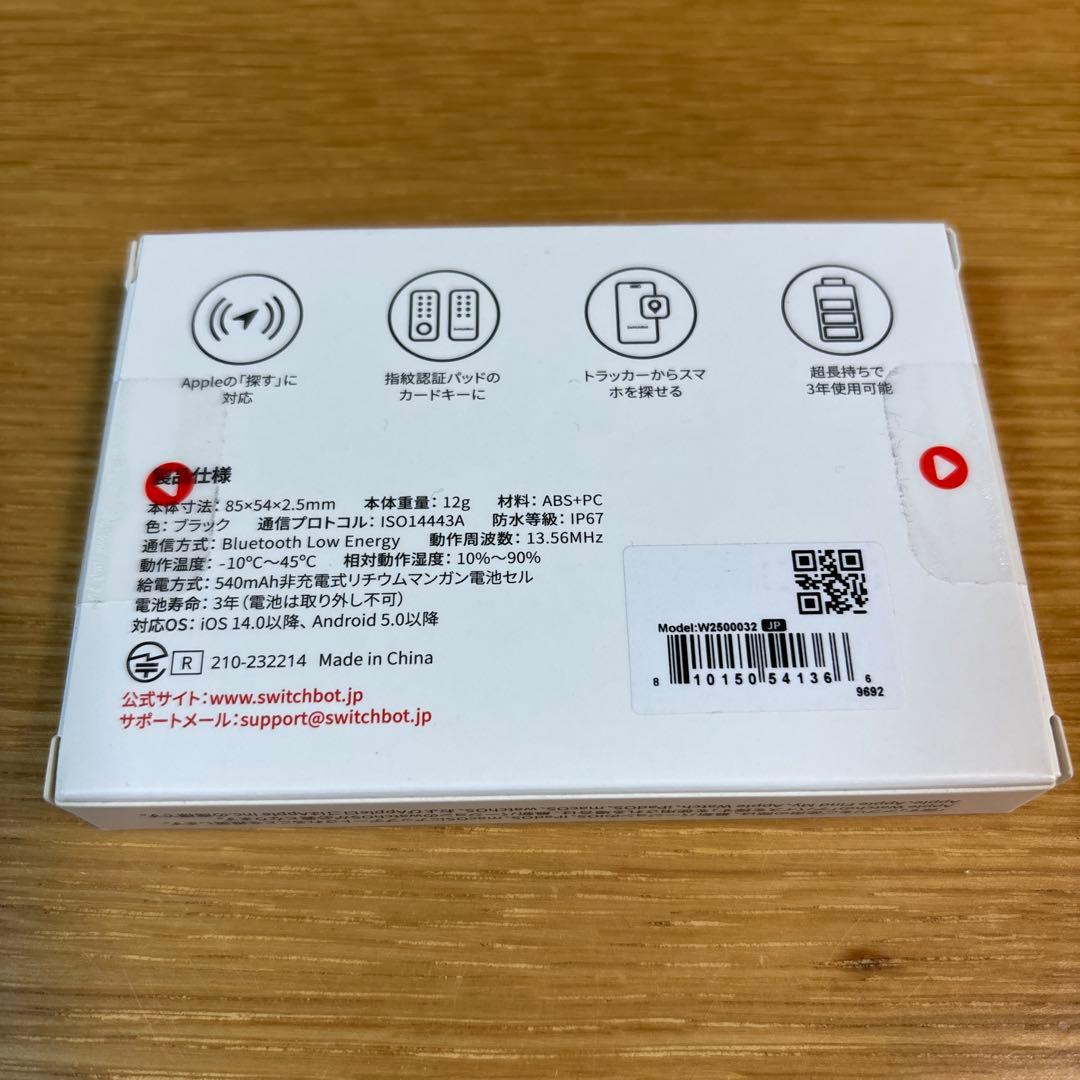 Appleの「探す」に
対応
指紋認証パッドの
カードキーに
トラッカーからスマ
ホを探せる
超長持ちで
3年使用可能
製品仕様
本体寸法：85×54×2.5mm 本体重量：12g 材料：ABS+PC
色：ブラック 通信プロトコル：ISO14443A 防水等級：IP67
通信方式：Bluetooth Low Energy 動作周波数：13.56MHz
動作温度：-10℃～45℃ 相対動作湿度：10%～90%
給電方式：540mAh非充電式リチウムマンガン電池セル
電池寿命：3年（電池は取り外し不可）
対応OS：iOS 14.0以降、Android 5.0以降
R 210-232214 Made in China
公式サイト：www.switchbot.jp
サポートメール：support@switchbot.jp
Model:W2500032 JP
8 10150 54136 6
9692